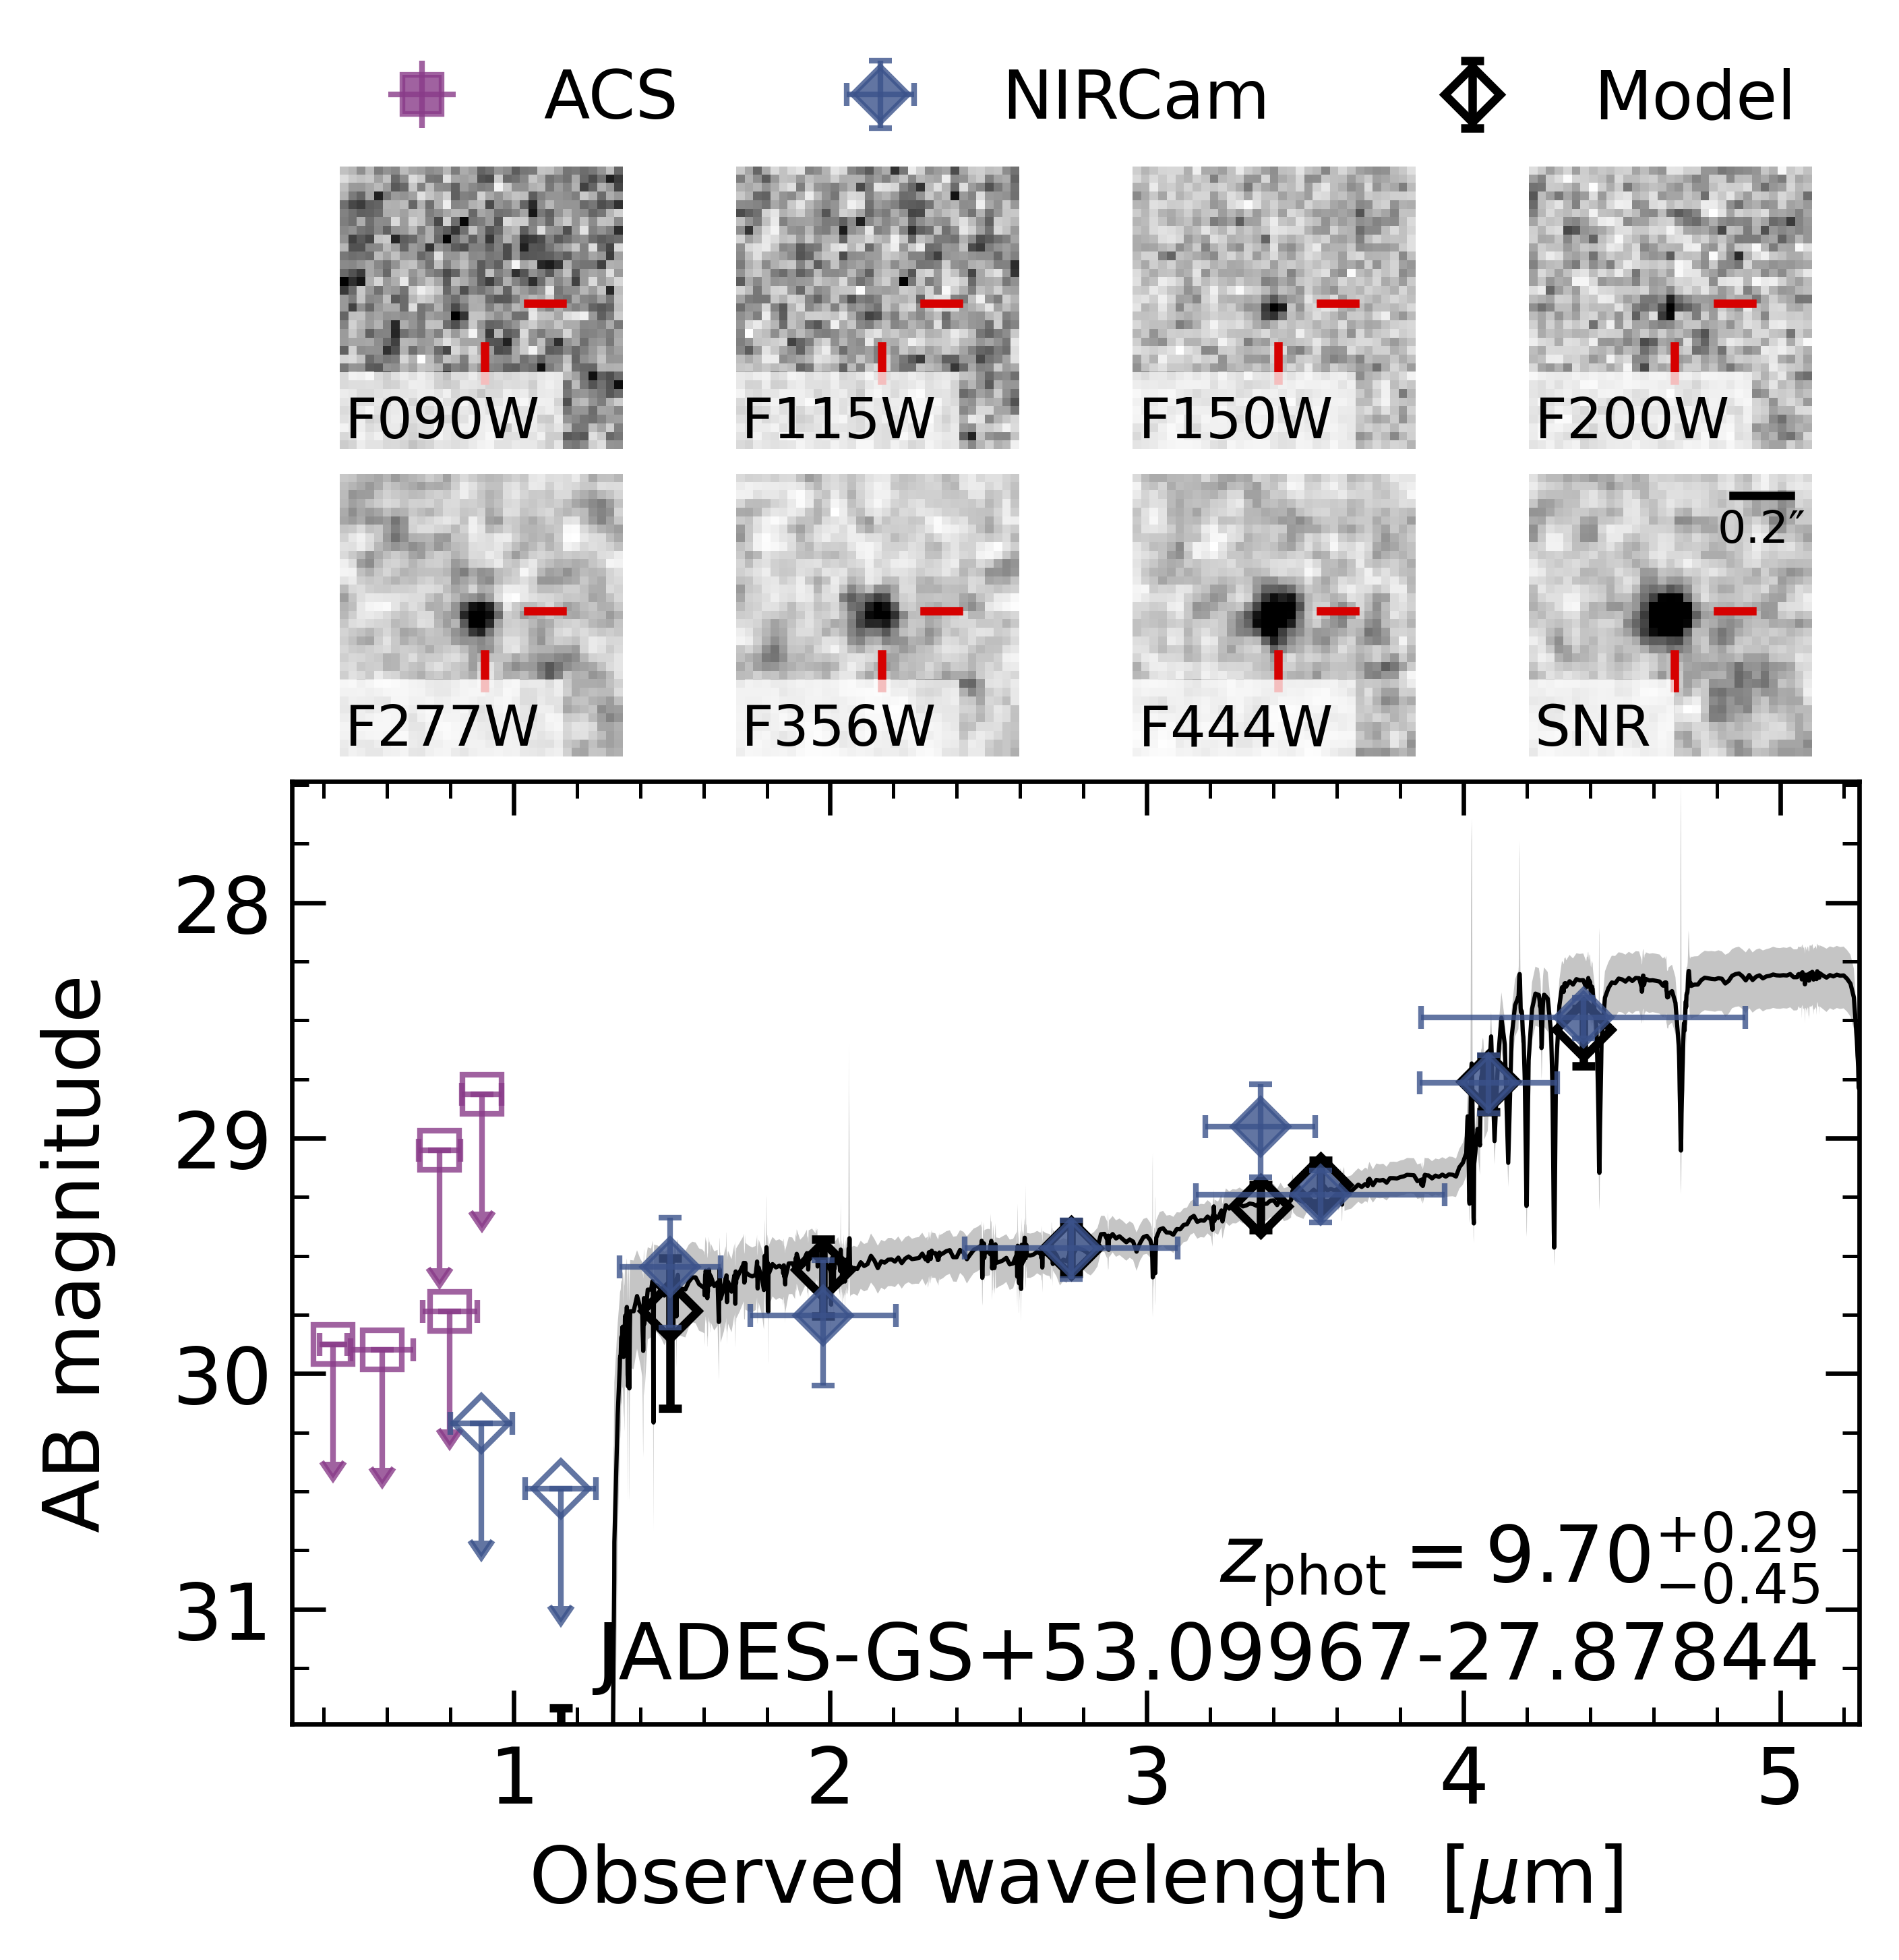 ACS NIRCam Model
F090W F115W F150W F200W
0.2″
F277W F356W F444W SNR
28
29
30
31
AB magnitude
z_phot = 9.70^{+0.29}_{−0.45}
JADES-GS+53.09967-27.87844
1 2 3 4 5
Observed wavelength [μm]